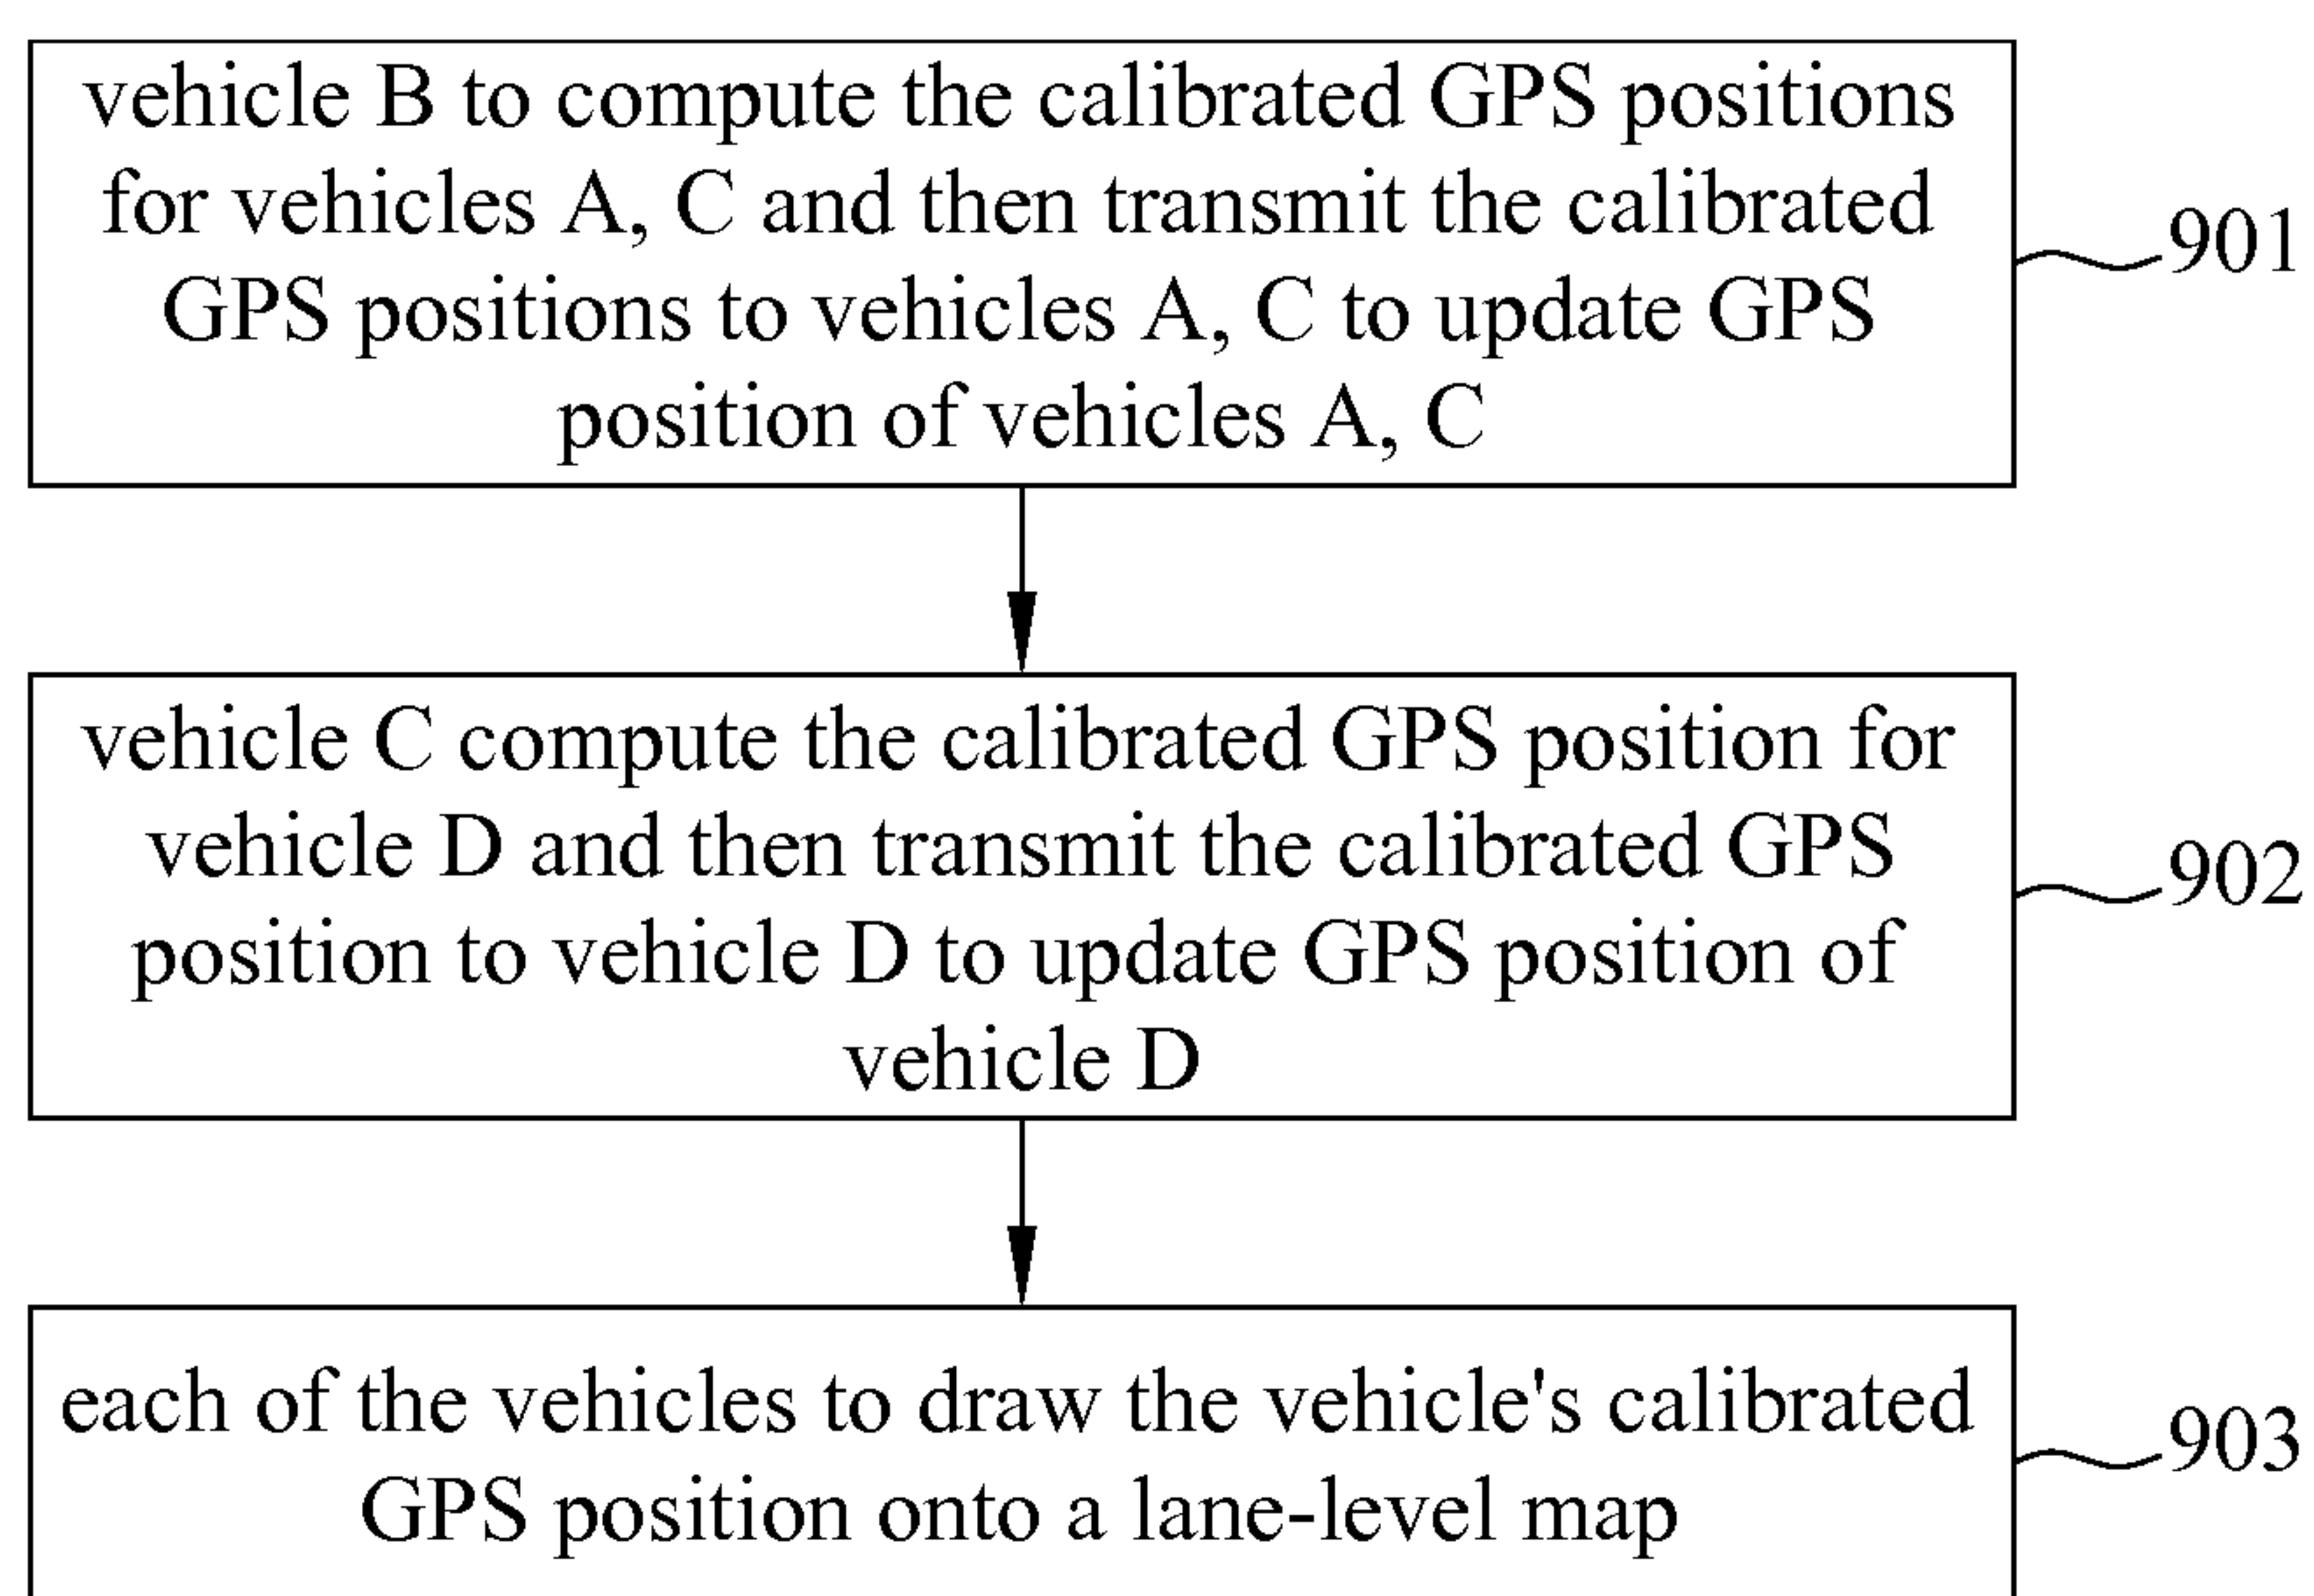 vehicle B to compute the calibrated GPS positions
for vehicles A, C and then transmit the calibrated
GPS positions to vehicles A, C to update GPS
position of vehicles A, C
901
vehicle C compute the calibrated GPS position for
vehicle D and then transmit the calibrated GPS
position to vehicle D to update GPS position of
vehicle D
902
each of the vehicles to draw the vehicle's calibrated
GPS position onto a lane-level map
903